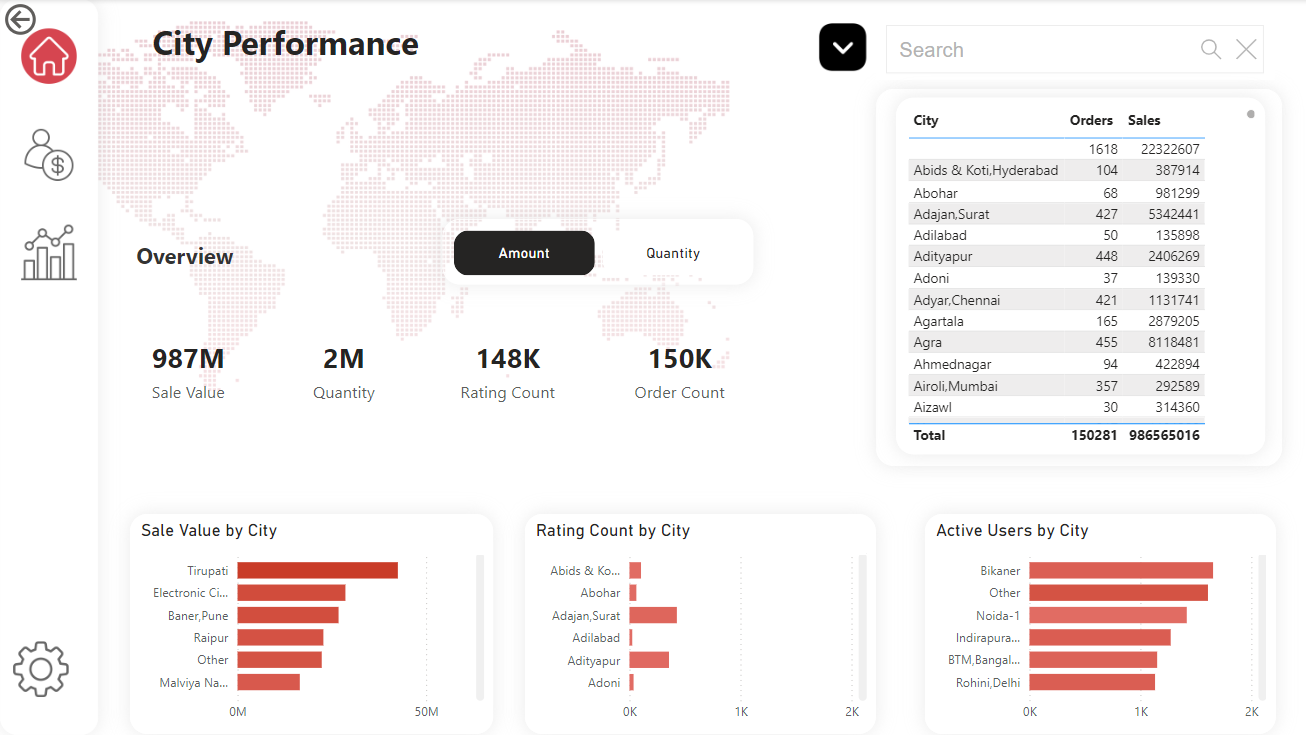 City Performance
Search
Overview
Amount Quantity
987M 2M 148K 150K
Sale Value Quantity Rating Count Order Count
City Orders Sales
1618 22322607
Abids & Koti,Hyderabad 104 387914
Abohar 68 981299
Adajan,Surat 427 5342441
Adilabad 50 135898
Adityapur 448 2406269
Adoni 37 139330
Adyar,Chennai 421 1131741
Agartala 165 2879205
Agra 455 8118481
Ahmednagar 94 422894
Airoli,Mumbai 357 292589
Aizawl 30 314360
Total 150281 986565016
Sale Value by City
Tirupati
Electronic Ci...
Baner,Pune
Raipur
Other
Malviya Na...
0M 50M
Rating Count by City
Abids & Ko...
Abohar
Adajan,Surat
Adilabad
Adityapur
Adoni
0K 1K 2K
Active Users by City
Bikaner
Other
Noida-1
Indirapura...
BTM,Bangal...
Rohini,Delhi
0K 1K 2K